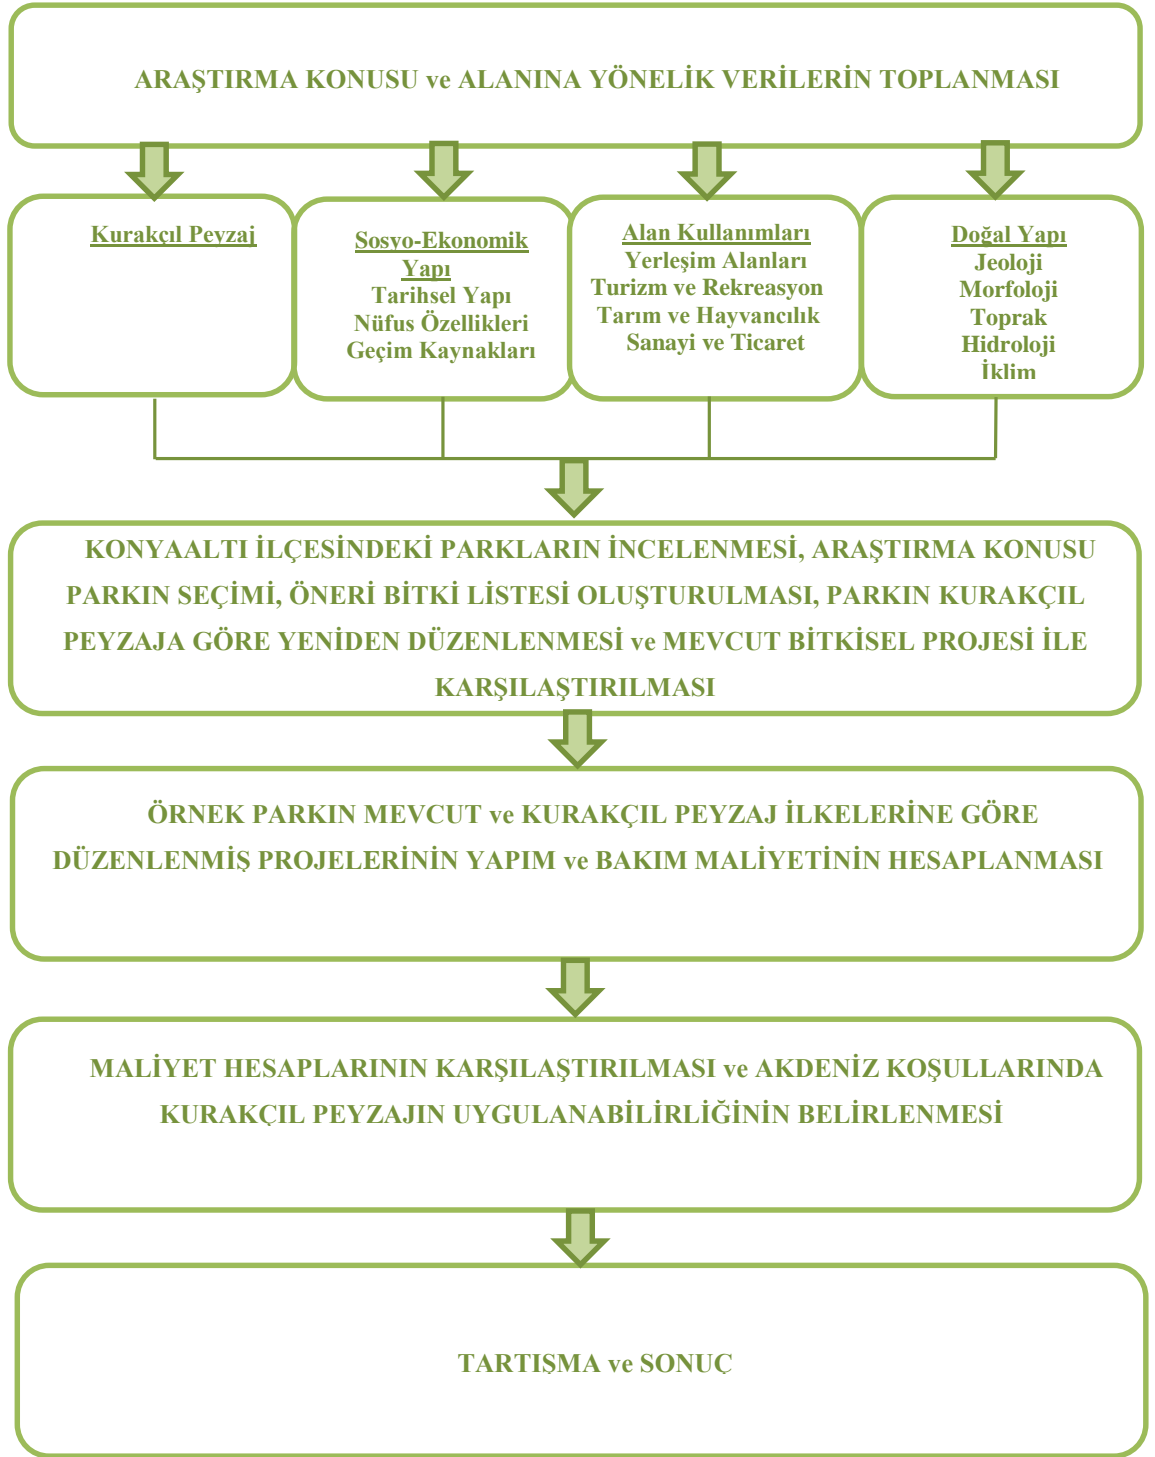 ARAŞTIRMA KONUSU ve ALANINA YÖNELİK VERİLERİN TOPLANMASI
Kurakçıl Peyzaj
Sosyo-Ekonomik
Yapı
Tarihsel Yapı
Nüfus Özellikleri
Geçim Kaynakları
Alan Kullanımları
Yerleşim Alanları
Turizm ve Rekreasyon
Tarım ve Hayvancılık
Sanayi ve Ticaret
Doğal Yapı
Jeoloji
Morfoloji
Toprak
Hidroloji
İklim
KONYAALTI İLÇESİNDEKİ PARKLARIN İNCELENMESİ, ARAŞTIRMA KONUSU
PARKIN SEÇİMİ, ÖNERİ BİTKİ LİSTESİ OLUŞTURULMASI, PARKIN KURAKÇIL
PEYZAJA GÖRE YENİDEN DÜZENLENMESİ ve MEVCUT BİTKİSEL PROJESİ İLE
KARŞILAŞTIRILMASI
ÖRNEK PARKIN MEVCUT ve KURAKÇIL PEYZAJ İLKELERİNE GÖRE
DÜZENLENMİŞ PROJELERİNİN YAPIM ve BAKIM MALİYETİNİN HESAPLANMASI
MALİYET HESAPLARININ KARŞILAŞTIRILMASI ve AKDENİZ KOŞULLARINDA
KURAKÇIL PEYZAJIN UYGULANABİLİRLİĞİNİN BELİRLENMESİ
TARTIŞMA ve SONUÇ